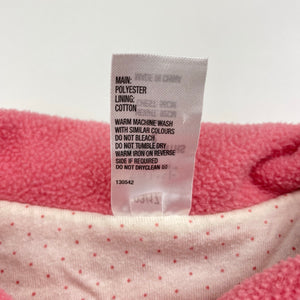 MAIN:
POLYESTER
LINING:
COTTON
WARM MACHINE WASH
WITH SIMILAR COLOURS
DO NOT BLEACH
DO NOT TUMBLE DRY
WARM IRON ON REVERSE
SIDE IF REQUIRED
DO NOT DRYCLEAN
130542